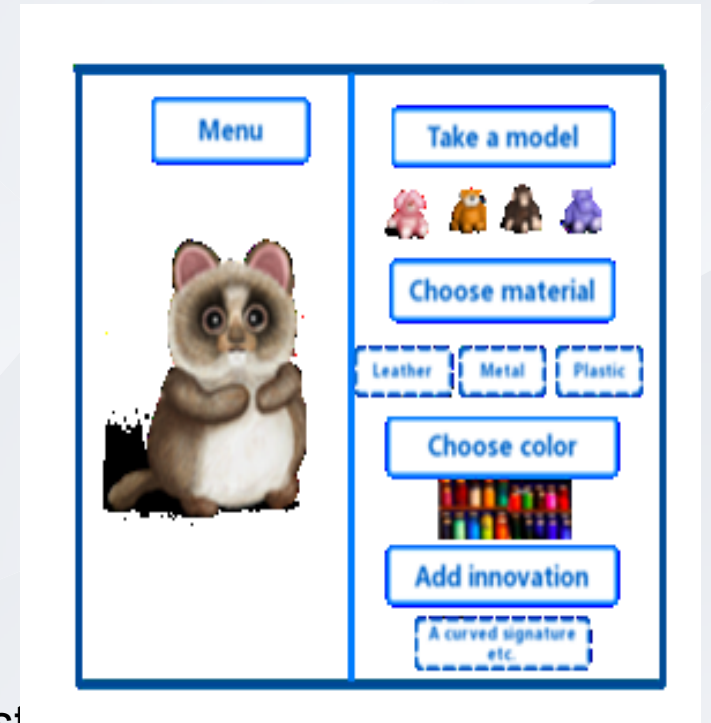 Menu
Take a model
Choose material
Leather Metal Plastic
Choose color
Add innovation
A curved signature
etc.